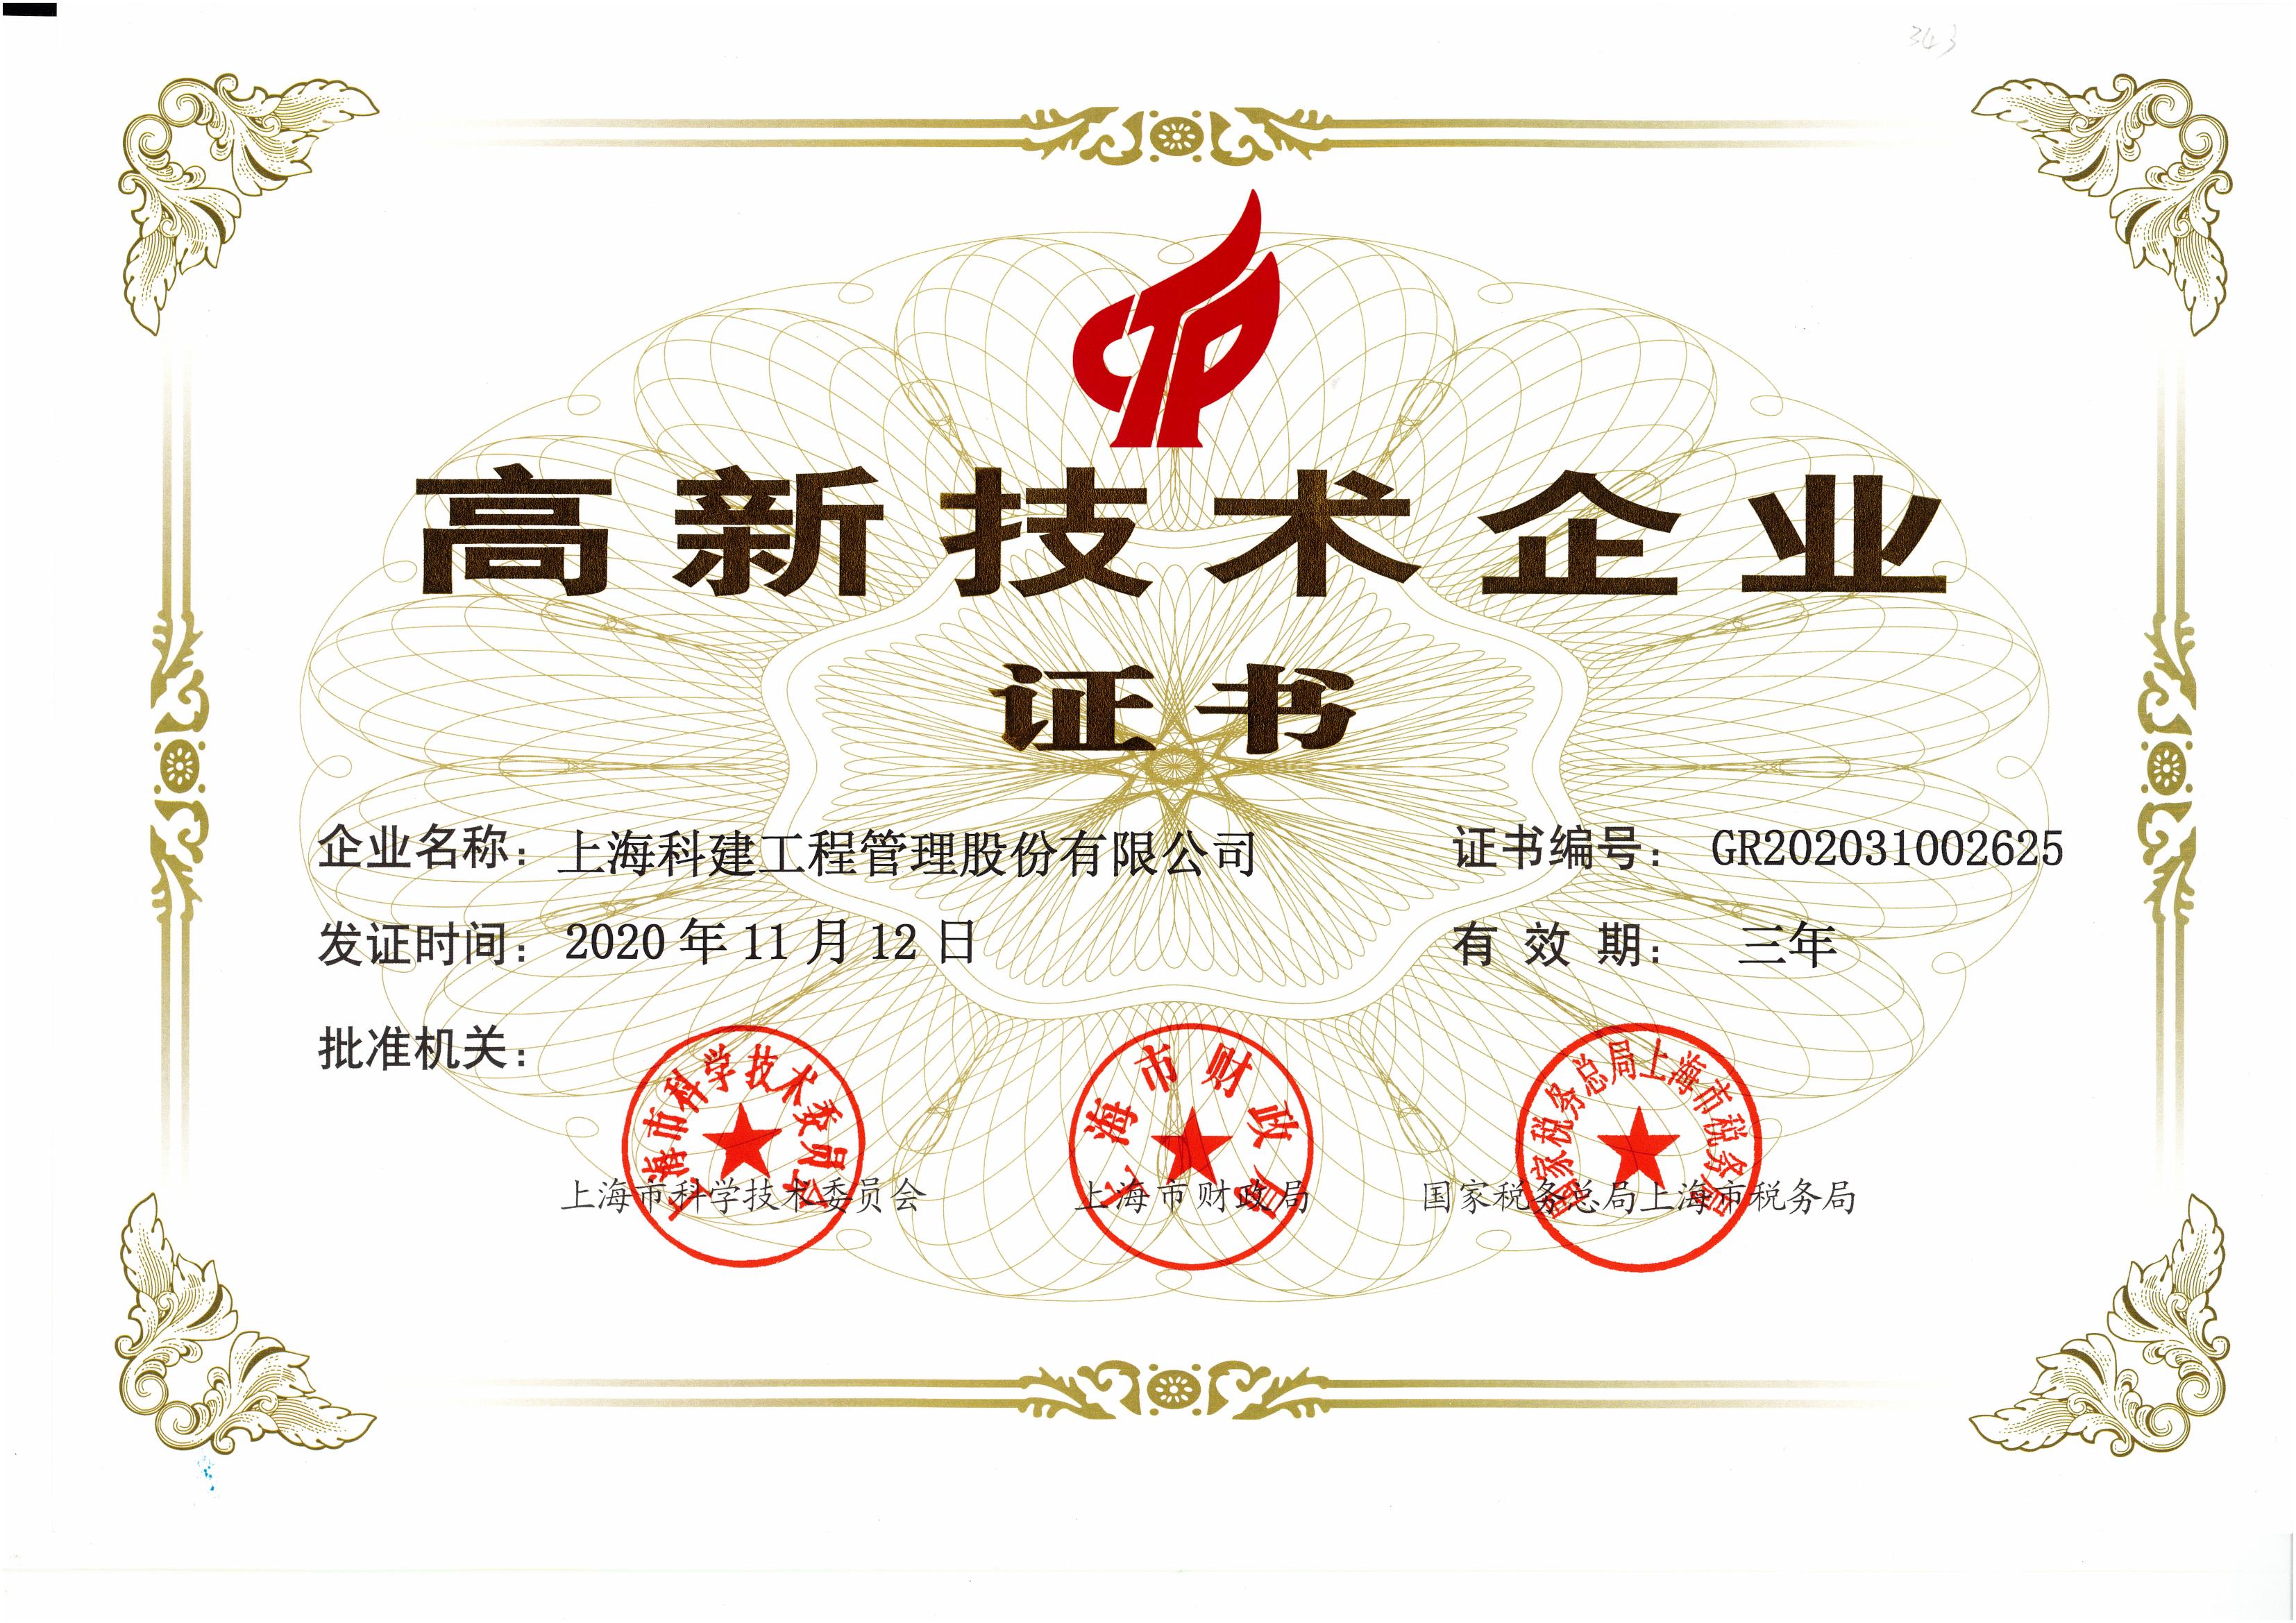 343
高新技术企业
证书
企业名称：上海科建工程管理股份有限公司
证书编号：GR202031002625
发证时间：2020年11月12日
有效期：三年
批准机关：
上海市科学技术委员会
上海市财政局
国家税务总局上海市税务局
上海市科学技术委员会
上海市财政局
国家税务总局上海市税务局